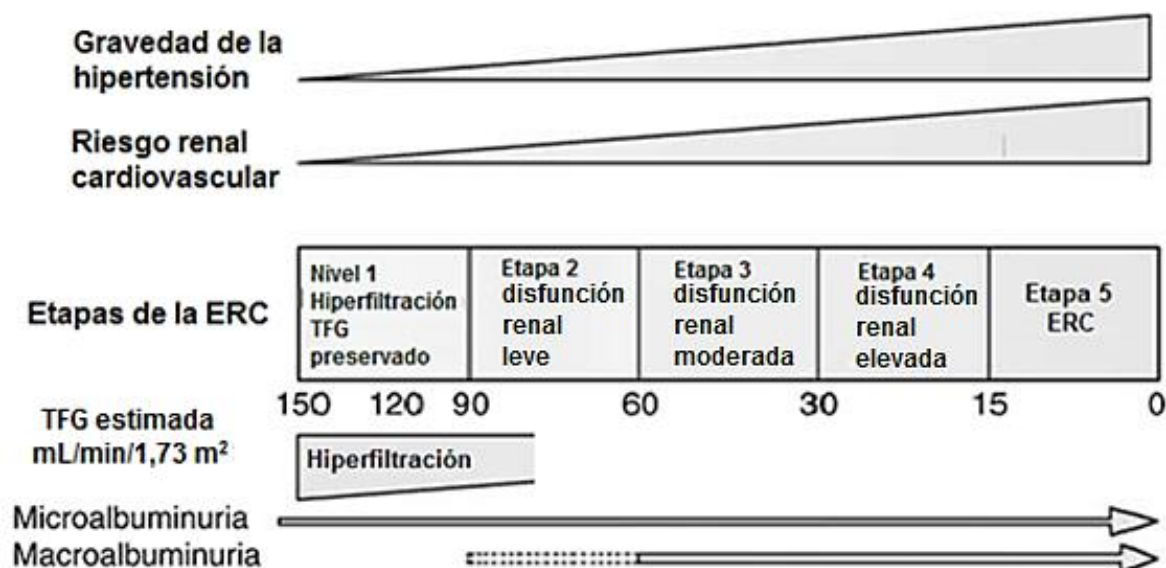 Gravedad de la
hipertensión
Riesgo renal
cardiovascular
Etapas de la ERC
Nivel 1
Hiperfiltración
TFG
preservado
Etapa 2
disfunción
renal
leve
Etapa 3
disfunción
renal
moderada
Etapa 4
disfunción
renal
elevada
Etapa 5
ERC
150 120 90 60 30 15 0
TFG estimada
mL/min/1,73 m²
Hiperfiltración
Microalbuminuria
Macroalbuminuria